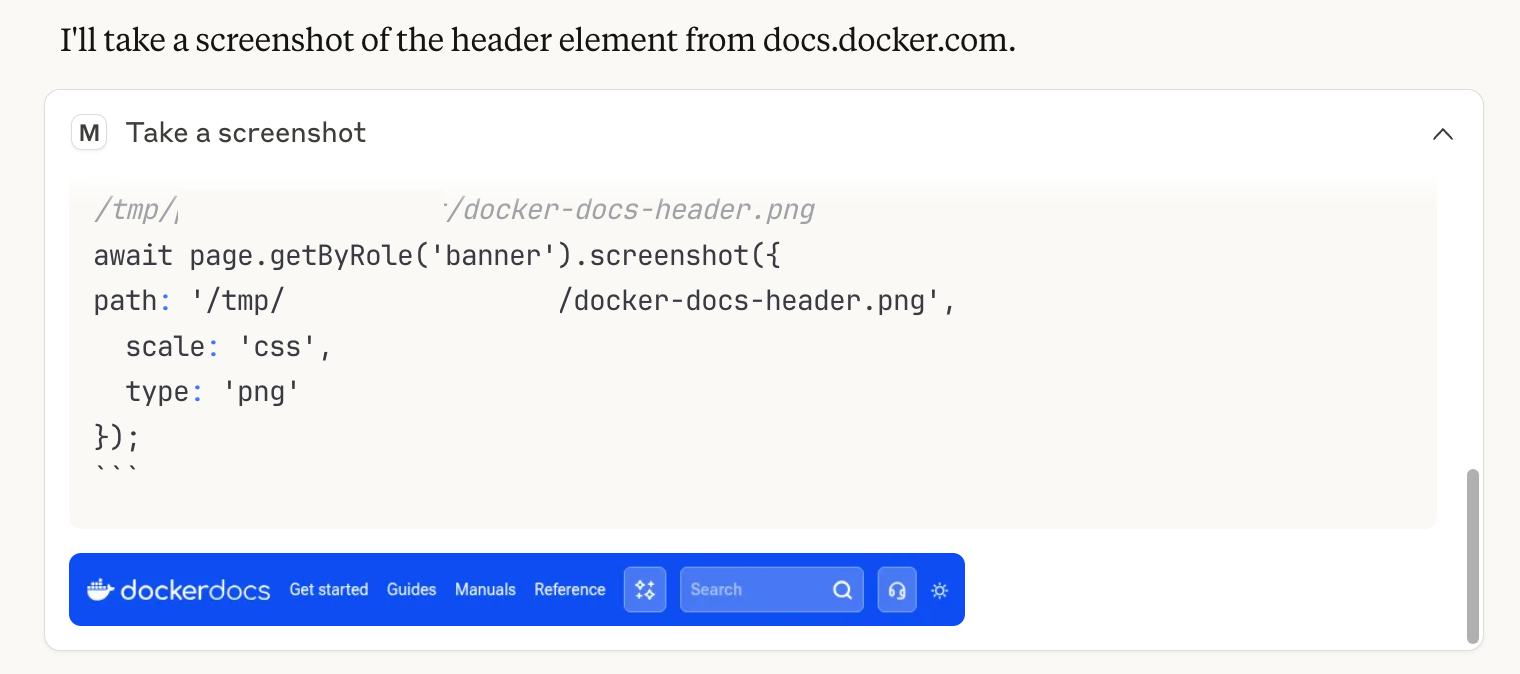 I'll take a screenshot of the header element from docs.docker.com.
M Take a screenshot
/tmp/ /docker-docs-header.png
await page.getByRole('banner').screenshot({
path: '/tmp/ /docker-docs-header.png',
scale: 'css',
type: 'png'
});
```
dockerdocs Get started Guides Manuals Reference Search